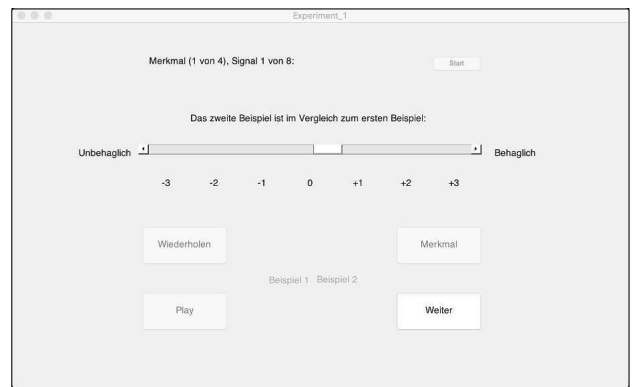 Experiment_1
Merkmal (1 von 4), Signal 1 von 8:
Start
Das zweite Beispiel ist im Vergleich zum ersten Beispiel:
Unbehaglich Behaglich
-3 -2 -1 0 +1 +2 +3
Wiederholen Merkmal
Beispiel 1 Beispiel 2
Play Weiter